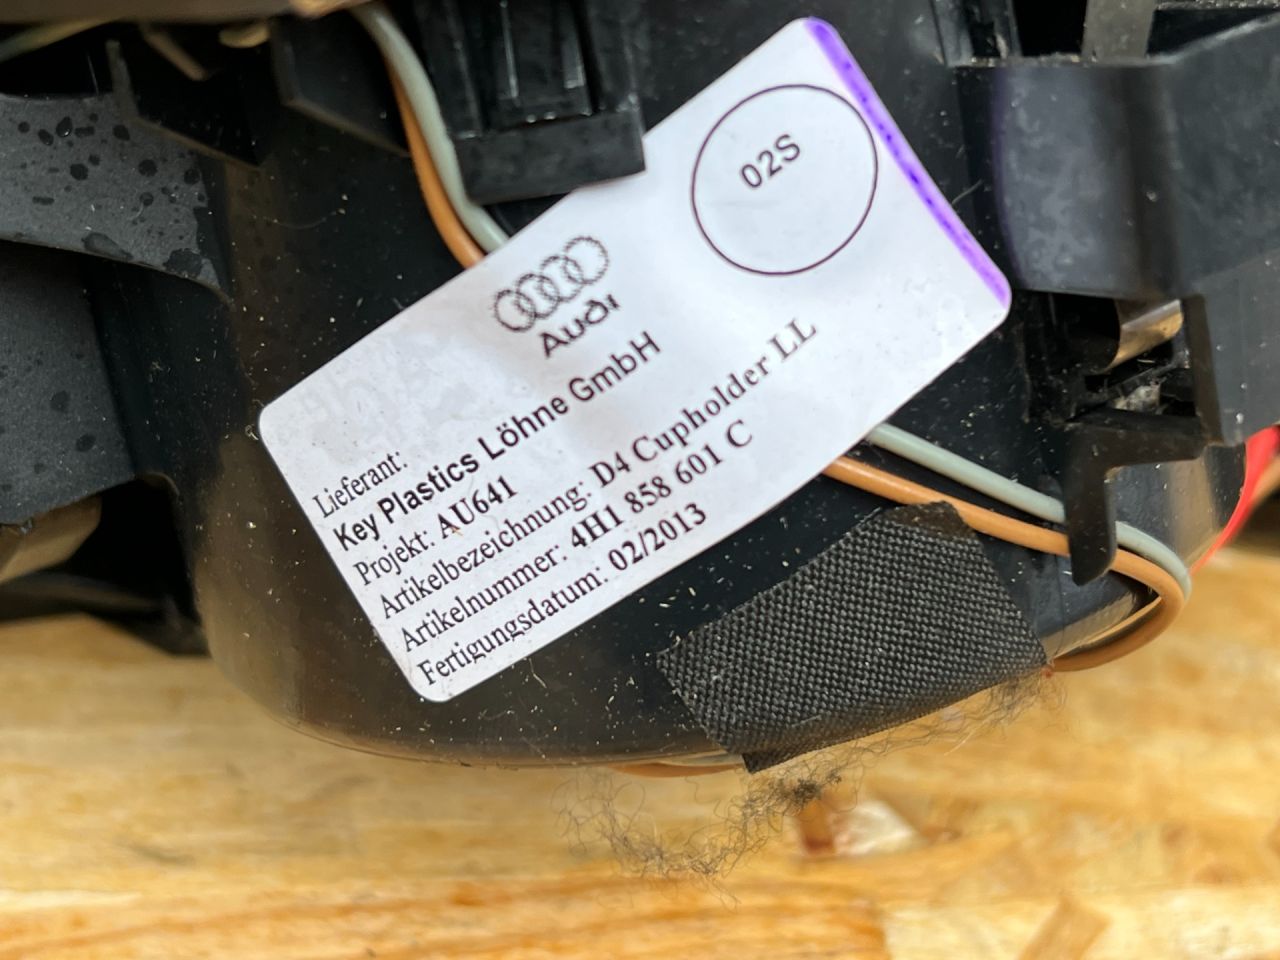 02S
Audi
Lieferant:
Key Plastics Löhne GmbH
Projekt: AU641
Artikelbezeichnung: D4 Cupholder LL
Artikelnummer: 4H1 858 601 C
Fertigungsdatum: 02/2013